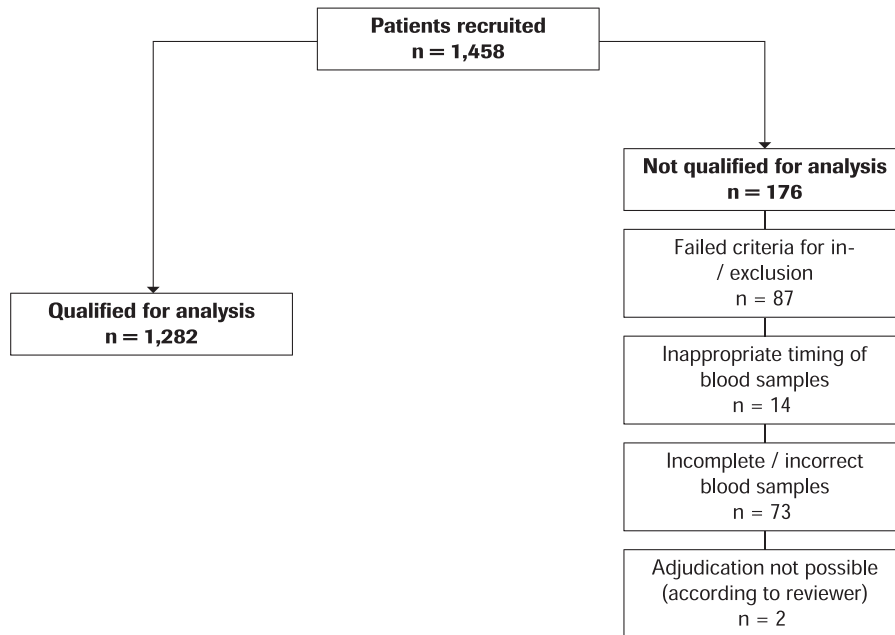 Patients recruited
n = 1,458
Not qualified for analysis
n = 176
Failed criteria for in-
/ exclusion
n = 87
Qualified for analysis
n = 1,282
Inappropriate timing of
blood samples
n = 14
Incomplete / incorrect
blood samples
n = 73
Adjudication not possible
(according to reviewer)
n = 2